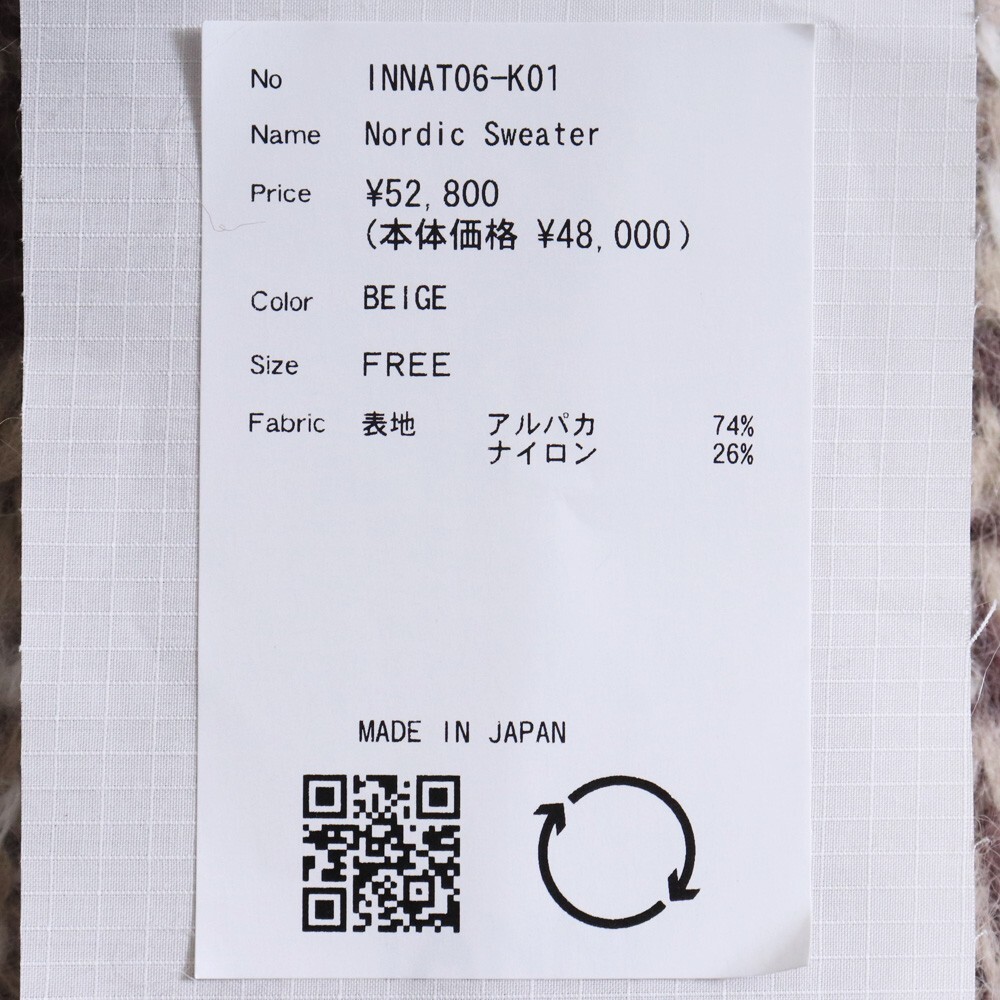 No INNAT06-K01
Name Nordic Sweater
Price ¥52,800
(本体価格 ¥48,000)
Color BEIGE
Size FREE
Fabric 表地 アルパカ 74%
ナイロン 26%
MADE IN JAPAN